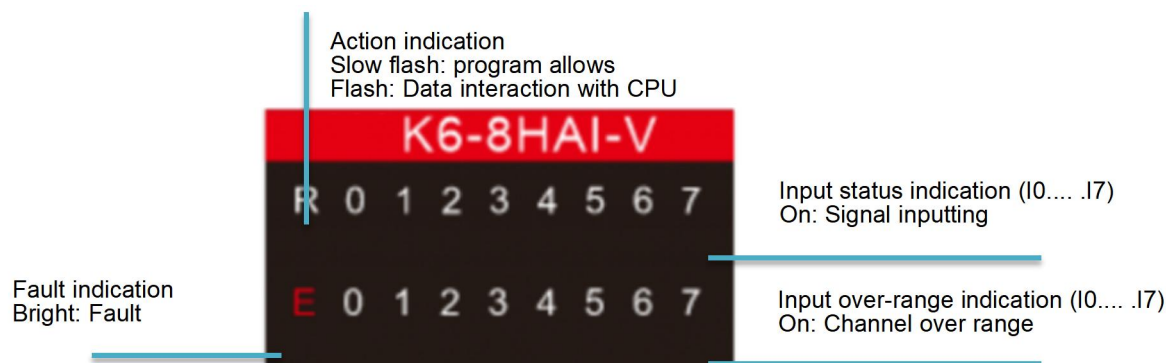 Action indication
Slow flash: program allows
Flash: Data interaction with CPU
K6-8HAI-V
R 0 1 2 3 4 5 6 7
Input status indication (I0.... .I7)
On: Signal inputting
Fault indication
Bright: Fault
E 0 1 2 3 4 5 6 7
Input over-range indication (I0.... .I7)
On: Channel over range